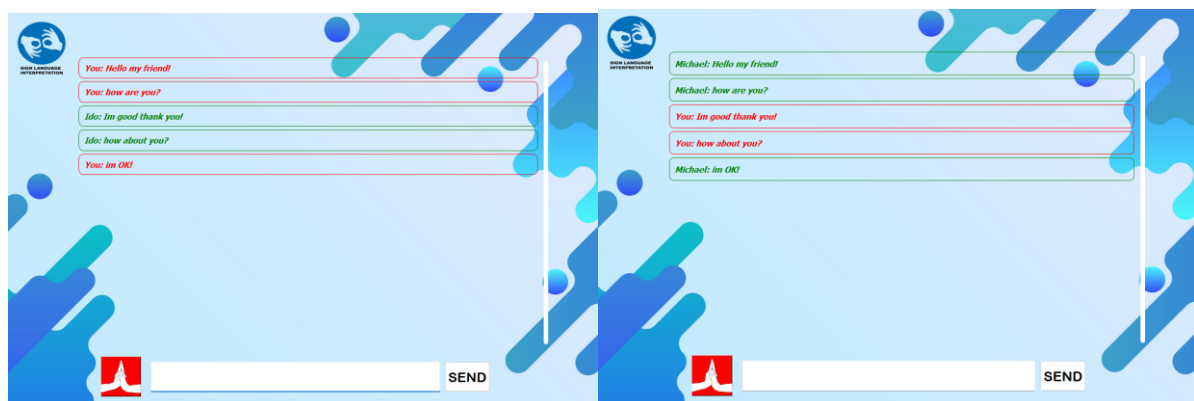 SIGN LANGUAGE
INTERPRETATION
You: Hello my friend!
You: how are you?
Ido: Im good thank you!
Ido: how about you?
You: im OK!
SEND
SIGN LANGUAGE
INTERPRETATION
Michael: Hello my friend!
Michael: how are you?
You: Im good thank you!
You: how about you?
Michael: im OK!
SEND